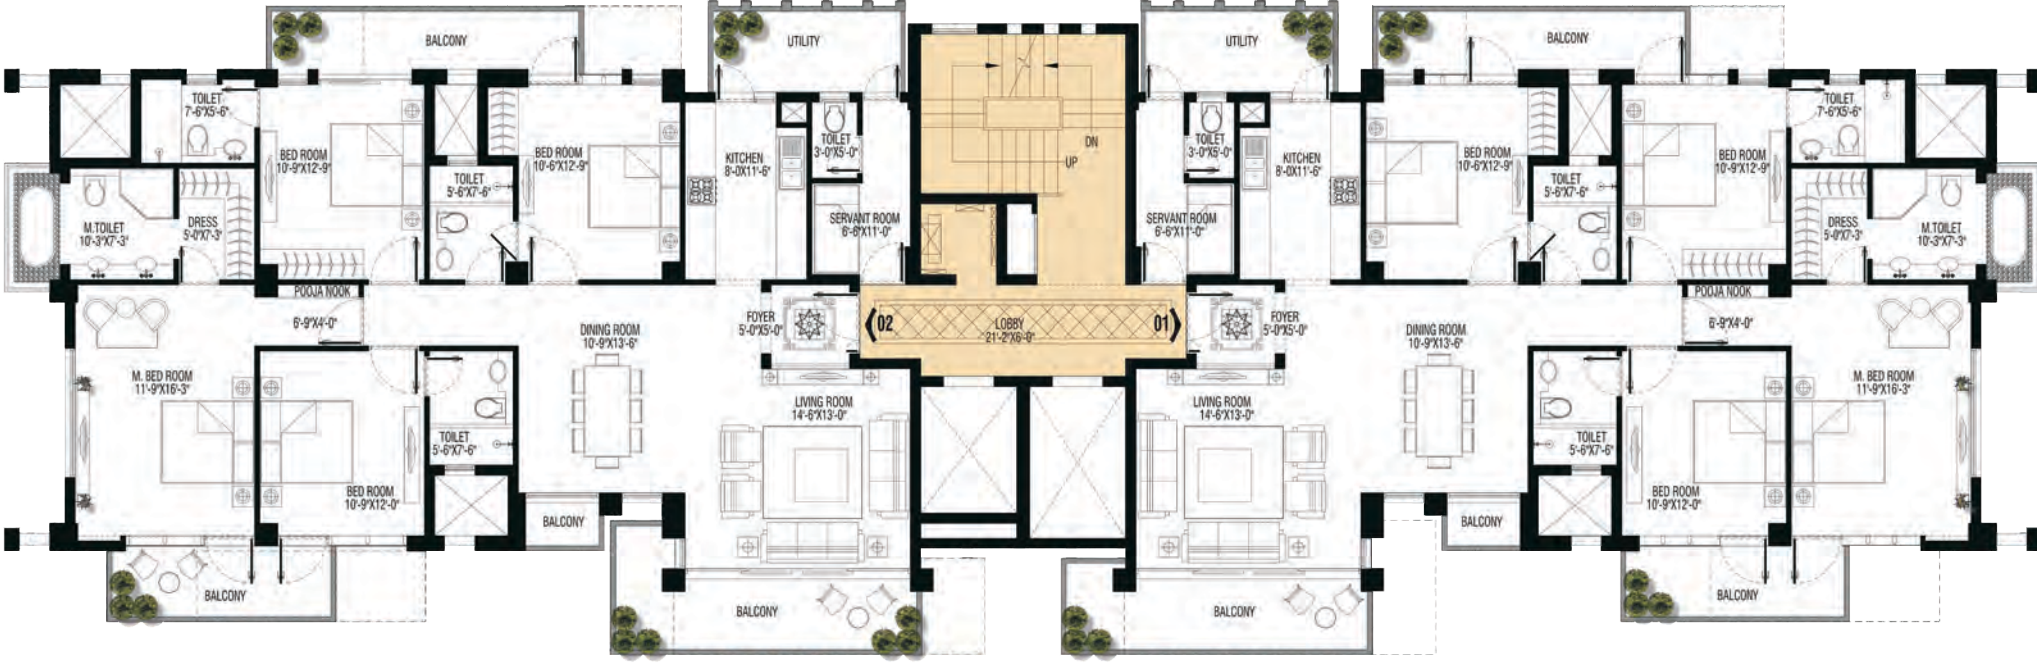 BALCONY
UTILITY
UTILITY
BALCONY
TOILET
7'-6"X5'-6"
BED ROOM
10'-9"X12'-9"
BED ROOM
10'-6"X12'-9"
TOILET
5'-6"X7'-6"
KITCHEN
8'-0X11'-6"
TOILET
3'-0"X5'-0"
DN
UP
TOILET
3'-0"X5'-0"
KITCHEN
8'-0X11'-6"
BED ROOM
10'-6"X12'-9"
TOILET
5'-6"X7'-6"
BED ROOM
10'-9"X12'-9"
TOILET
7'-6"X5'-6"
M.TOILET
10'-3"X7'-3"
DRESS
5'-0"X7'-3"
SERVANT ROOM
6'-6"X11'-0"
SERVANT ROOM
6'-6"X11'-0"
DRESS
5'-0"X7'-3"
M.TOILET
10'-3"X7'-3"
POOJA NOOK
6'-9"X4'-0"
DINING ROOM
10'-9"X13'-6"
FOYER
5'-0"X5'-0"
02
LOBBY
21'-2"X6'-0"
01
FOYER
5'-0"X5'-0"
DINING ROOM
10'-9"X13'-6"
POOJA NOOK
6'-9"X4'-0"
M. BED ROOM
11'-9"X16'-3"
LIVING ROOM
14'-6"X13'-0"
LIVING ROOM
14'-6"X13'-0"
M. BED ROOM
11'-9"X16'-3"
TOILET
5'-6"X7'-6"
TOILET
5'-6"X7'-6"
BED ROOM
10'-9"X12'-0"
BED ROOM
10'-9"X12'-0"
BALCONY
BALCONY
BALCONY
BALCONY
BALCONY
BALCONY